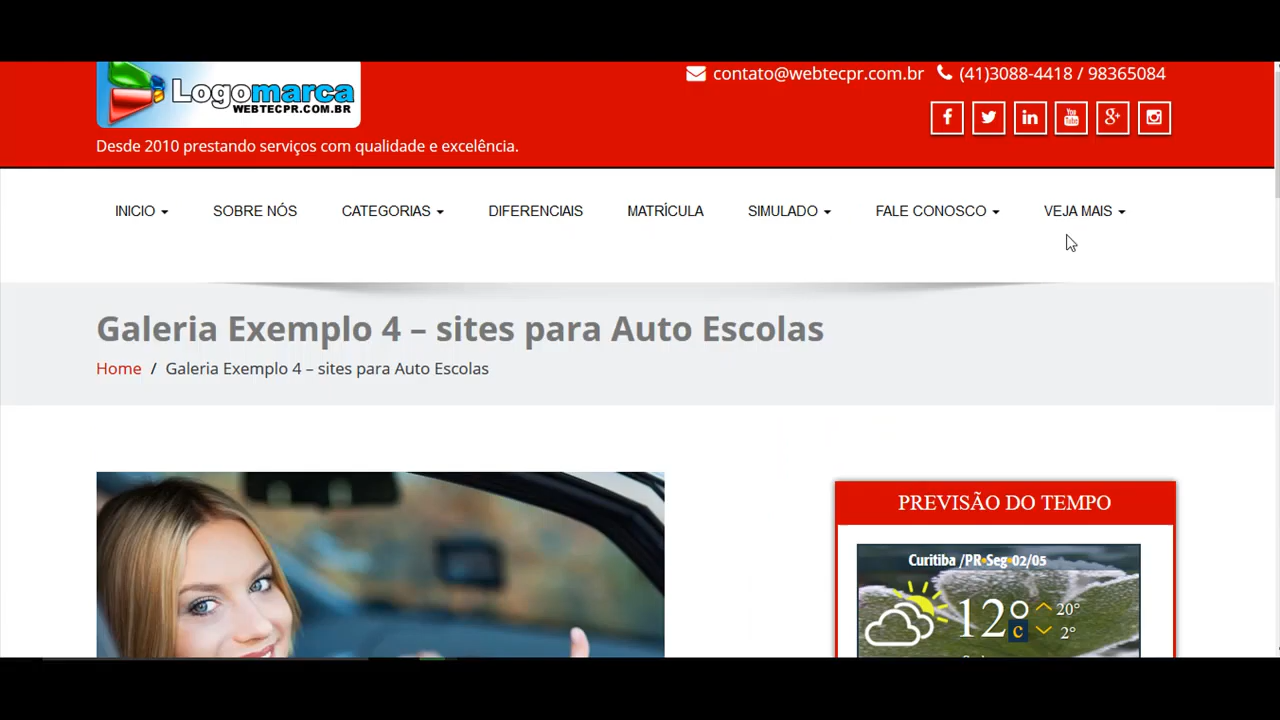 Logomarca
WEBTECPR.COM.BR
contato@webtecpr.com.br (41)3088-4418 / 98365084
Desde 2010 prestando serviços com qualidade e excelência.
INICIO SOBRE NÓS CATEGORIAS DIFERENCIAIS MATRÍCULA SIMULADO FALE CONOSCO VEJA MAIS
Galeria Exemplo 4 – sites para Auto Escolas
Home / Galeria Exemplo 4 – sites para Auto Escolas
PREVISÃO DO TEMPO
Curitiba /PR•Seg•02/05
12° c 20°
2°